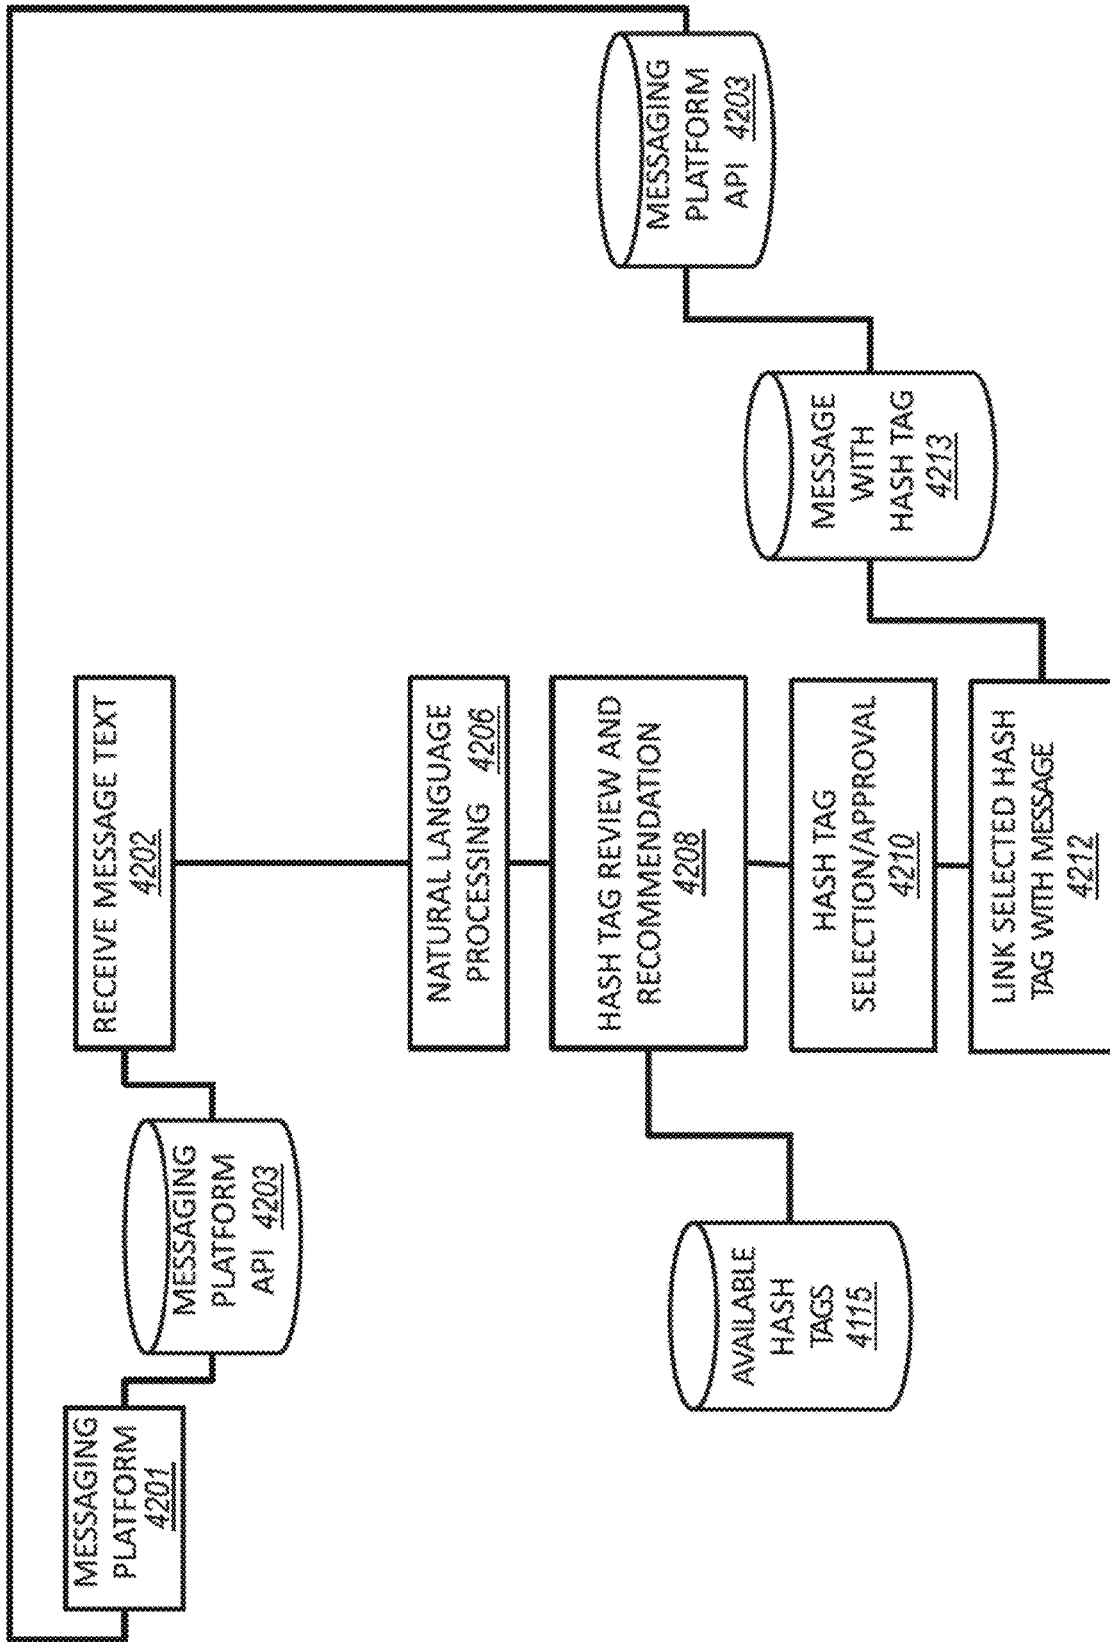 MESSAGING
PLATFORM
4201
MESSAGING
PLATFORM
API 4203
RECEIVE MESSAGE TEXT
4202
NATURAL LANGUAGE
PROCESSING 4206
AVAILABLE
HASH
TAGS
4115
HASH TAG REVIEW AND
RECOMMENDATION
4208
HASH TAG
SELECTION/APPROVAL
4210
LINK SELECTED HASH
TAG WITH MESSAGE
4212
MESSAGE
WITH
HASH TAG
4213
MESSAGING
PLATFORM
API 4203